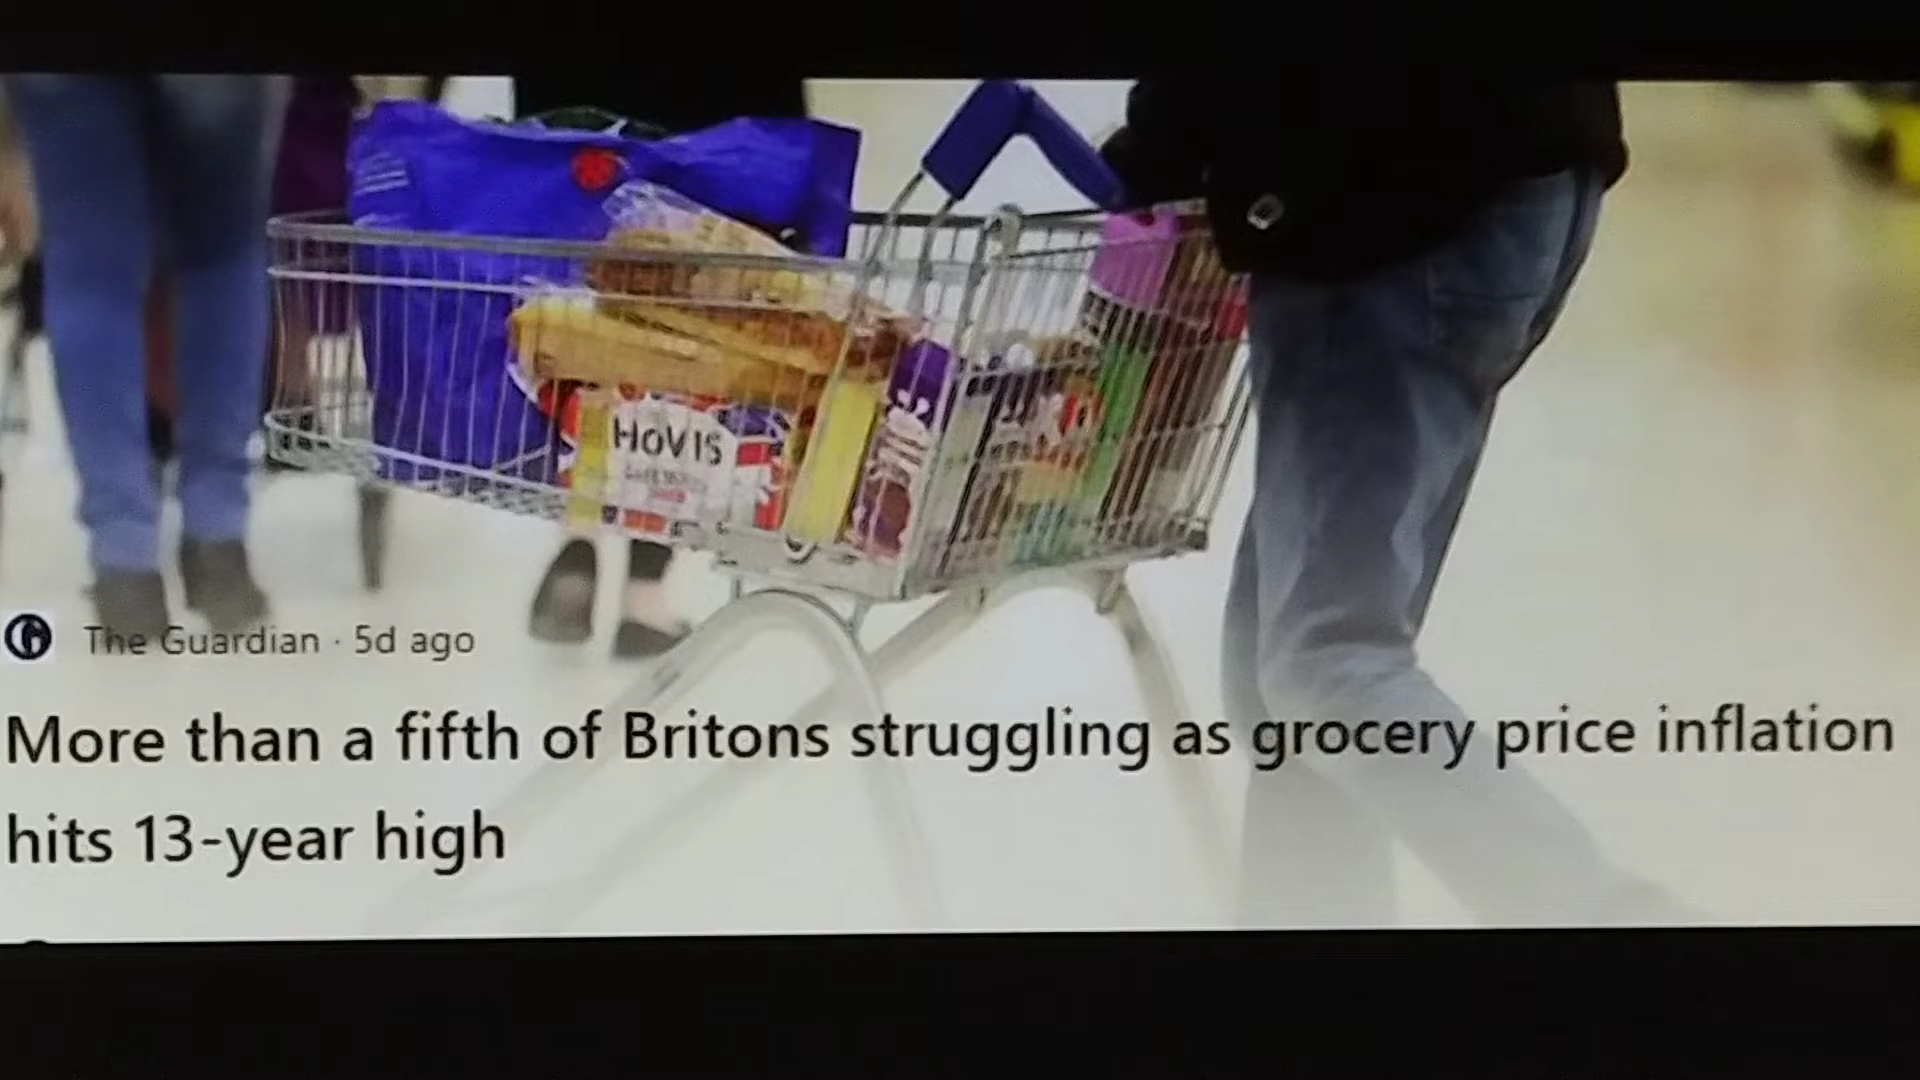 HOVIS
The Guardian · 5d ago
More than a fifth of Britons struggling as grocery price inflation
hits 13-year high